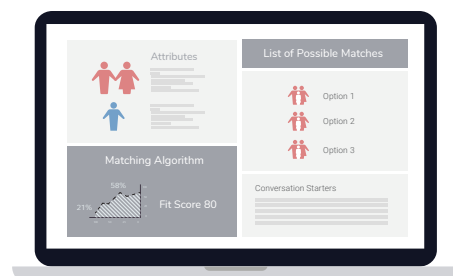 Attributes
Matching Algorithm
58%
21%
Fit Score 80
List of Possible Matches
Option 1
Option 2
Option 3
Conversation Starters